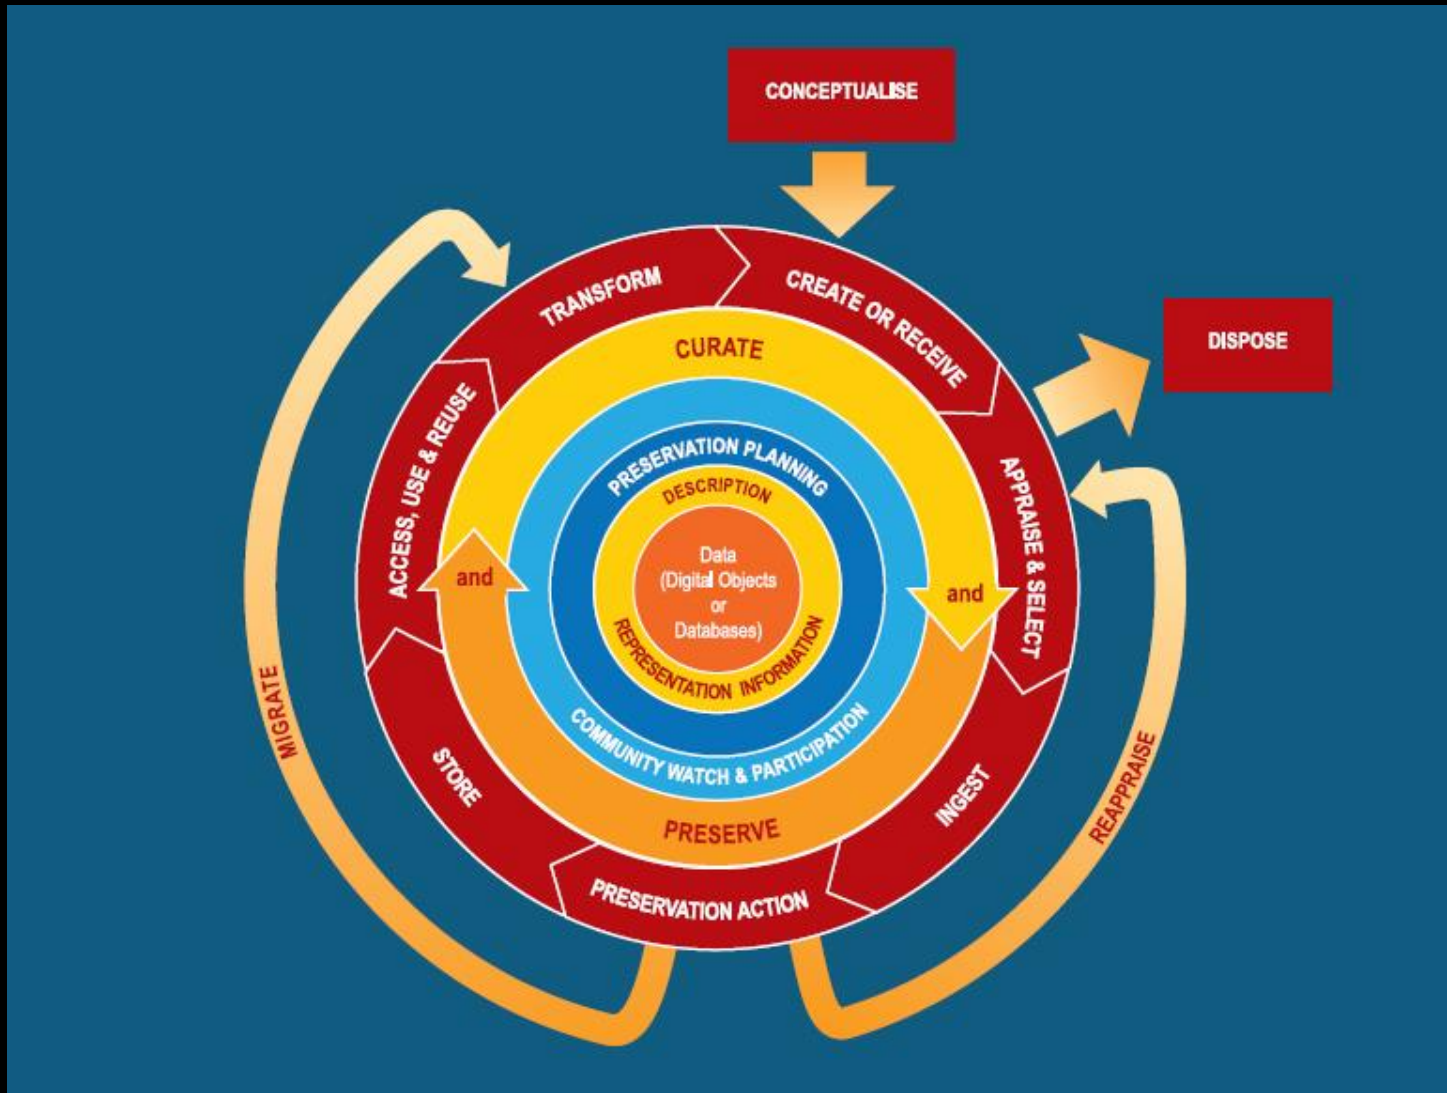 CONCEPTUALISE
TRANSFORM
CREATE OR RECEIVE
DISPOSE
CURATE
ACCESS, USE & REUSE
APPRAISE & SELECT
PRESERVATION PLANNING
DESCRIPTION
and
Data
(Digital Objects
or
Databases)
and
REPRESENTATION INFORMATION
COMMUNITY WATCH & PARTICIPATION
MIGRATE
STORE
PRESERVE
INGEST
REAPPRAISE
PRESERVATION ACTION